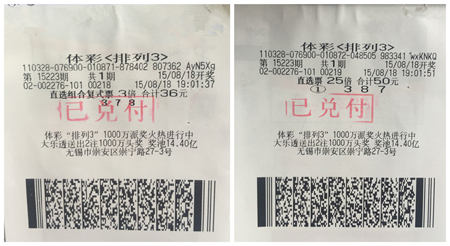 体彩<排列3>
110328-076900-010871-878402 807362 AyN5Xg
第 15223期 共1期 15/08/18开奖
02-002276-101 00218 15/08/18 19:01:37
直选组合复式票 3倍 合计36元
3 7 8
已兑付
体彩“排列3”1000万派奖火热进行中
大乐透送出2注1000万头奖 奖池14.40亿
无锡市崇安区崇宁路27-3号
体彩<排列3>
110328-076900-010872-048505 983341 wxKNKQ
第 15223期 共1期 15/08/18开奖
02-002276-101 00219 15/08/18 19:01:51
直选票 25倍 合计50元
① 3 8 7
已兑付
体彩“排列3”1000万派奖火热进行中
大乐透送出2注1000万头奖 奖池14.40亿
无锡市崇安区崇宁路27-3号